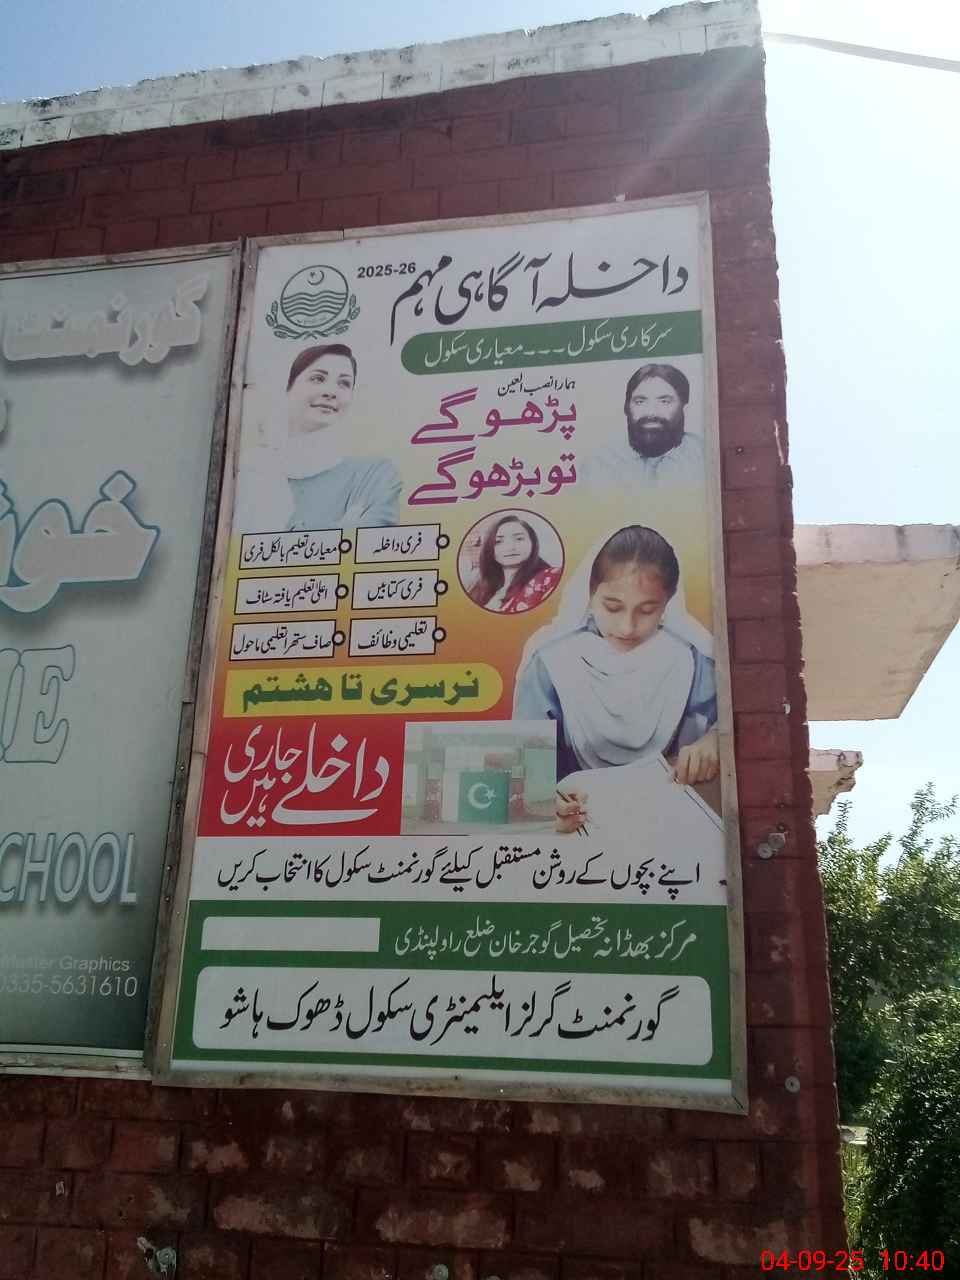 گورنمنٹ
CHOOL
Master Graphics
0335-5631610
داخلہ آگاہی مہم
2025-26
سرکاری سکول۔۔۔معیاری سکول
ہمارا نصب العین
پڑھو گے
تو بڑھو گے
فری داخلہ
معیاری تعلیم بالکل فری
فری کتابیں
اعلیٰ تعلیم یافتہ سٹاف
تعلیمی وظائف
صاف ستھرا تعلیمی ماحول
نرسری تا ہشتم
داخلے جاری ہیں
اپنے بچوں کے روشن مستقبل کیلئے گورنمنٹ سکول کا انتخاب کریں
مرکز بھڈانہ تحصیل گوجرخان ضلع راولپنڈی
گورنمنٹ گرلز ایلیمنٹری سکول ڈھوک ہاشو
04-09-25 10:40